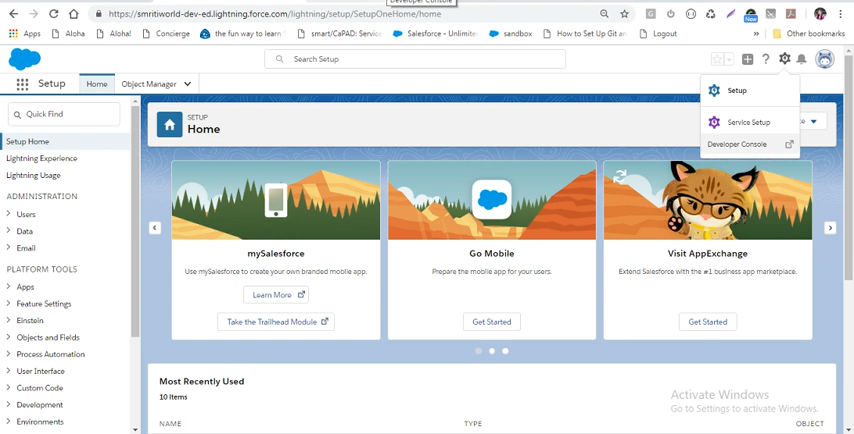 Developer Console
https://smritiworld-dev-ed.lightning.force.com/lightning/setup/SetupOneHome/home
New
Apps
Aloha
Aloha!
Concierge
the fun way to learn
smart/CaPAD: Servic
Salesforce - Unlimite
sandbox
How to Set Up Git an
Logout
»
Other bookmarks
Search Setup
Setup
Home
Object Manager
Setup
Service Setup
Developer Console
Quick Find
Setup Home
Lightning Experience
Lightning Usage
ADMINISTRATION
Users
Data
Email
PLATFORM TOOLS
Apps
Feature Settings
Einstein
Objects and Fields
Process Automation
User Interface
Custom Code
Development
Environments
SETUP
Home
mySalesforce
Use mySalesforce to create your own branded mobile app.
Learn More
Take the Trailhead Module
Go Mobile
Prepare the mobile app for your users.
Get Started
Visit AppExchange
Extend Salesforce with the #1 business app marketplace.
Get Started
Most Recently Used
10 items
NAME
TYPE
OBJECT
Activate Windows
Go to Settings to activate Windows.